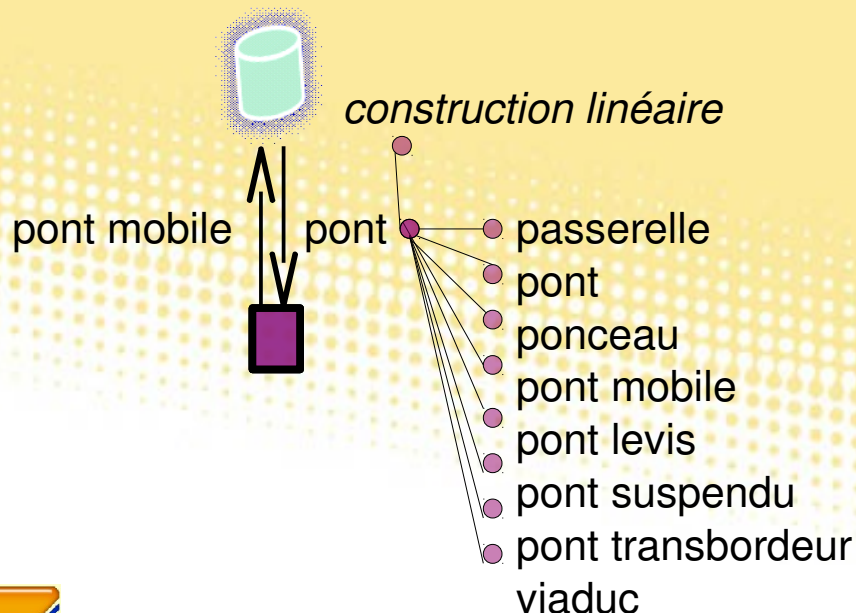 construction linéaire
pont mobile pont passerelle
pont
ponceau
pont mobile
pont levis
pont suspendu
pont transbordeur
viaduc